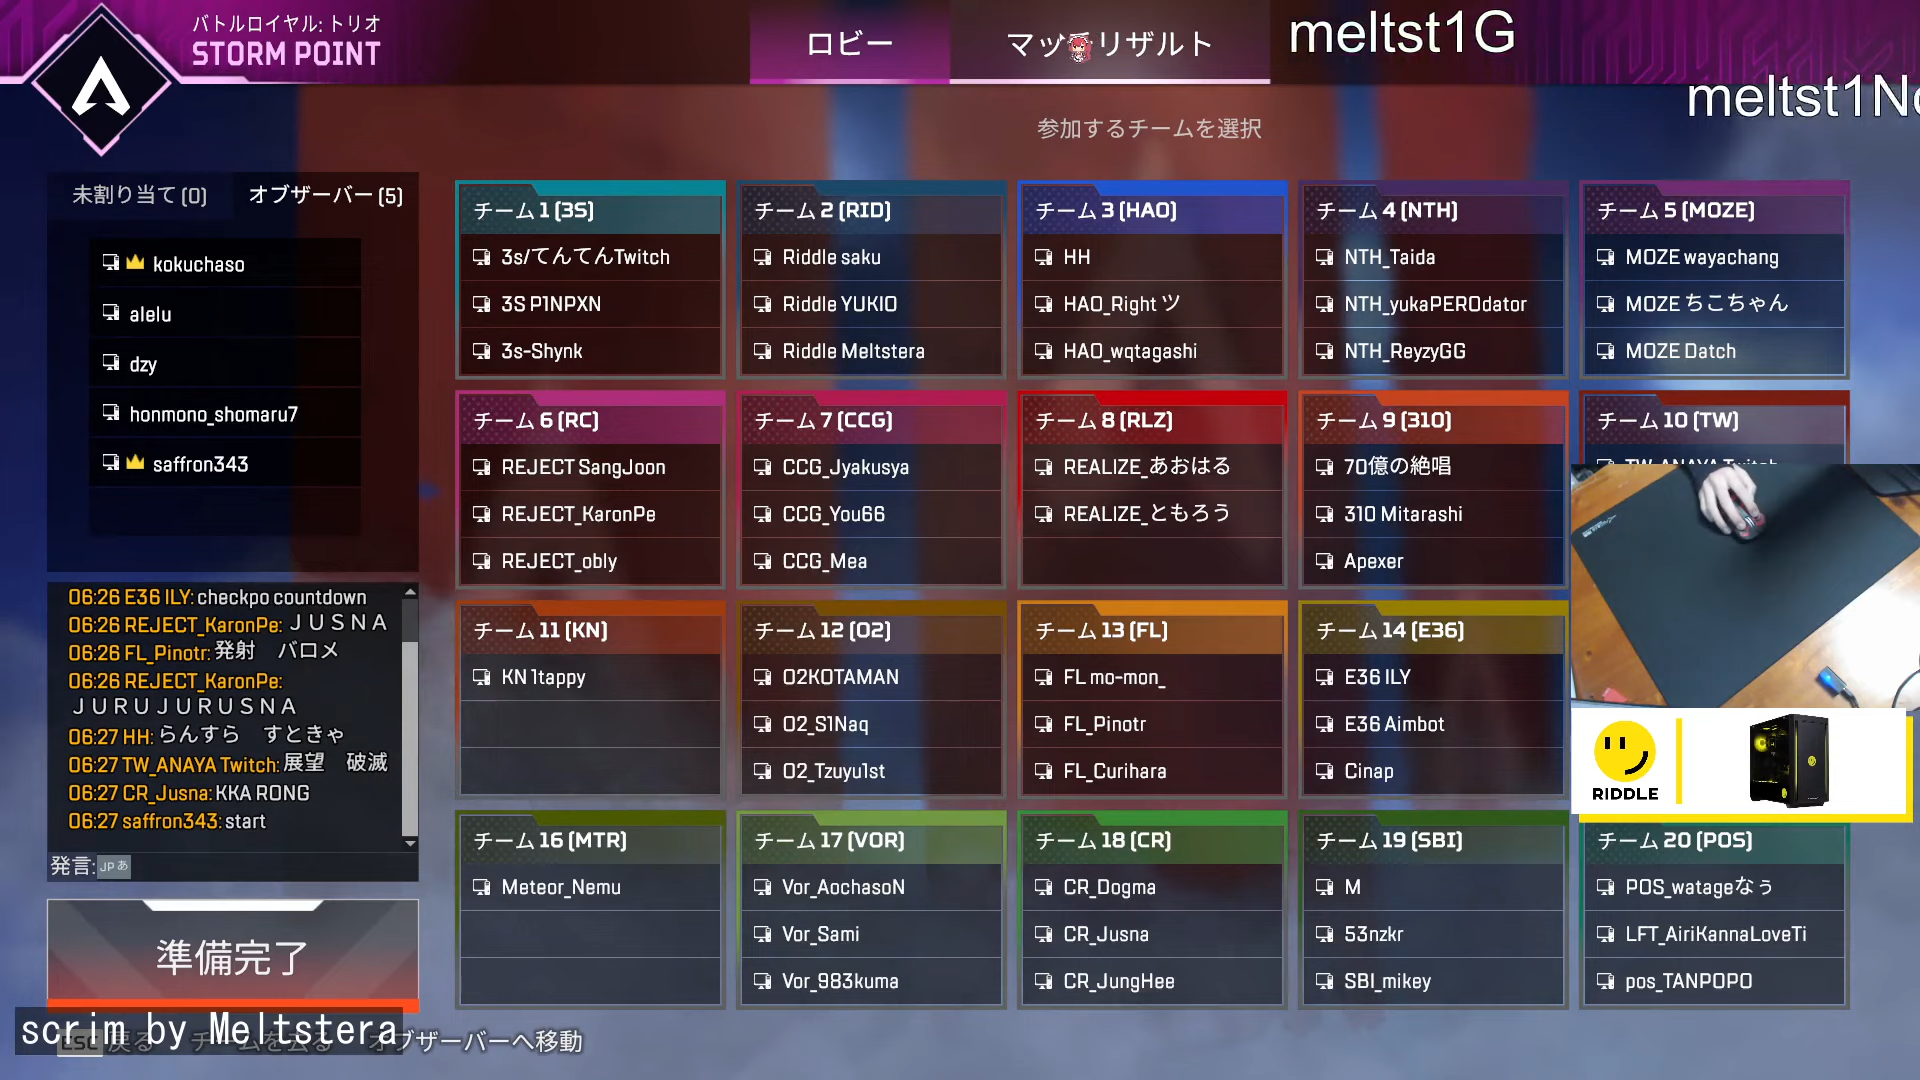 バトルロイヤル: トリオ
STORM POINT
ロビー
マッ リザルト
meltst1G
参加するチームを選択
未割り当て (0)
オブザーバー (5)
kokuchaso
alelu
dzy
honmono_shomaru7
saffron343
チーム 1 (3S)
3s/てんてんTwitch
3S P1NPXN
3s-Shynk
チーム 2 (RID)
Riddle saku
Riddle YUKIO
Riddle Meltstera
チーム 3 (HAO)
HH
HAO_Right ツ
HAO_wqtagashi
チーム 4 (NTH)
NTH_Taida
NTH_yukaPEROdator
NTH_ReyzyGG
チーム 5 (MOZE)
MOZE wayachang
MOZE ちこちゃん
MOZE Datch
チーム 6 (RC)
REJECT SangJoon
REJECT_KaronPe
REJECT_obly
チーム 7 (CCG)
CCG_Jyakusya
CCG_You66
CCG_Mea
チーム 8 (RLZ)
REALIZE_あおはる
REALIZE_ともろう
チーム 9 (310)
70億の絶唱
310 Mitarashi
Apexer
チーム 10 (TW)
TW_ANAYA Twitch
チーム 11 (KN)
KN 1tappy
チーム 12 (O2)
O2KOTAMAN
O2_S1Naq
O2_Tzuyu1st
チーム 13 (FL)
FL mo-mon_
FL_Pinotr
FL_Curihara
チーム 14 (E36)
E36 ILY
E36 Aimbot
Cinap
RIDDLE
チーム 16 (MTR)
Meteor_Nemu
チーム 17 (VOR)
Vor_AochasoN
Vor_Sami
Vor_983kuma
チーム 18 (CR)
CR_Dogma
CR_Jusna
CR_JungHee
チーム 19 (SBI)
M
53nzkr
SBI_mikey
チーム 20 (POS)
POS_watageなぅ
LFT_AiriKannaLoveTi
pos_TANPOPO
06:26 E36 ILY: checkpo countdown
06:26 REJECT_KaronPe: ＪＵＳＮＡ
06:26 FL_Pinotr: 発射　バロメ
06:26 REJECT_KaronPe:
ＪＵＲＵＪＵＲＵＳＮＡ
06:27 HH: らんすら　すときゃ
06:27 TW_ANAYA Twitch: 展望　破滅
06:27 CR_Jusna: KKA RONG
06:27 saffron343: start
発言: JP あ
準備完了
scrim by Meltstera
ESC 戻る チームを去る オブザーバーへ移動